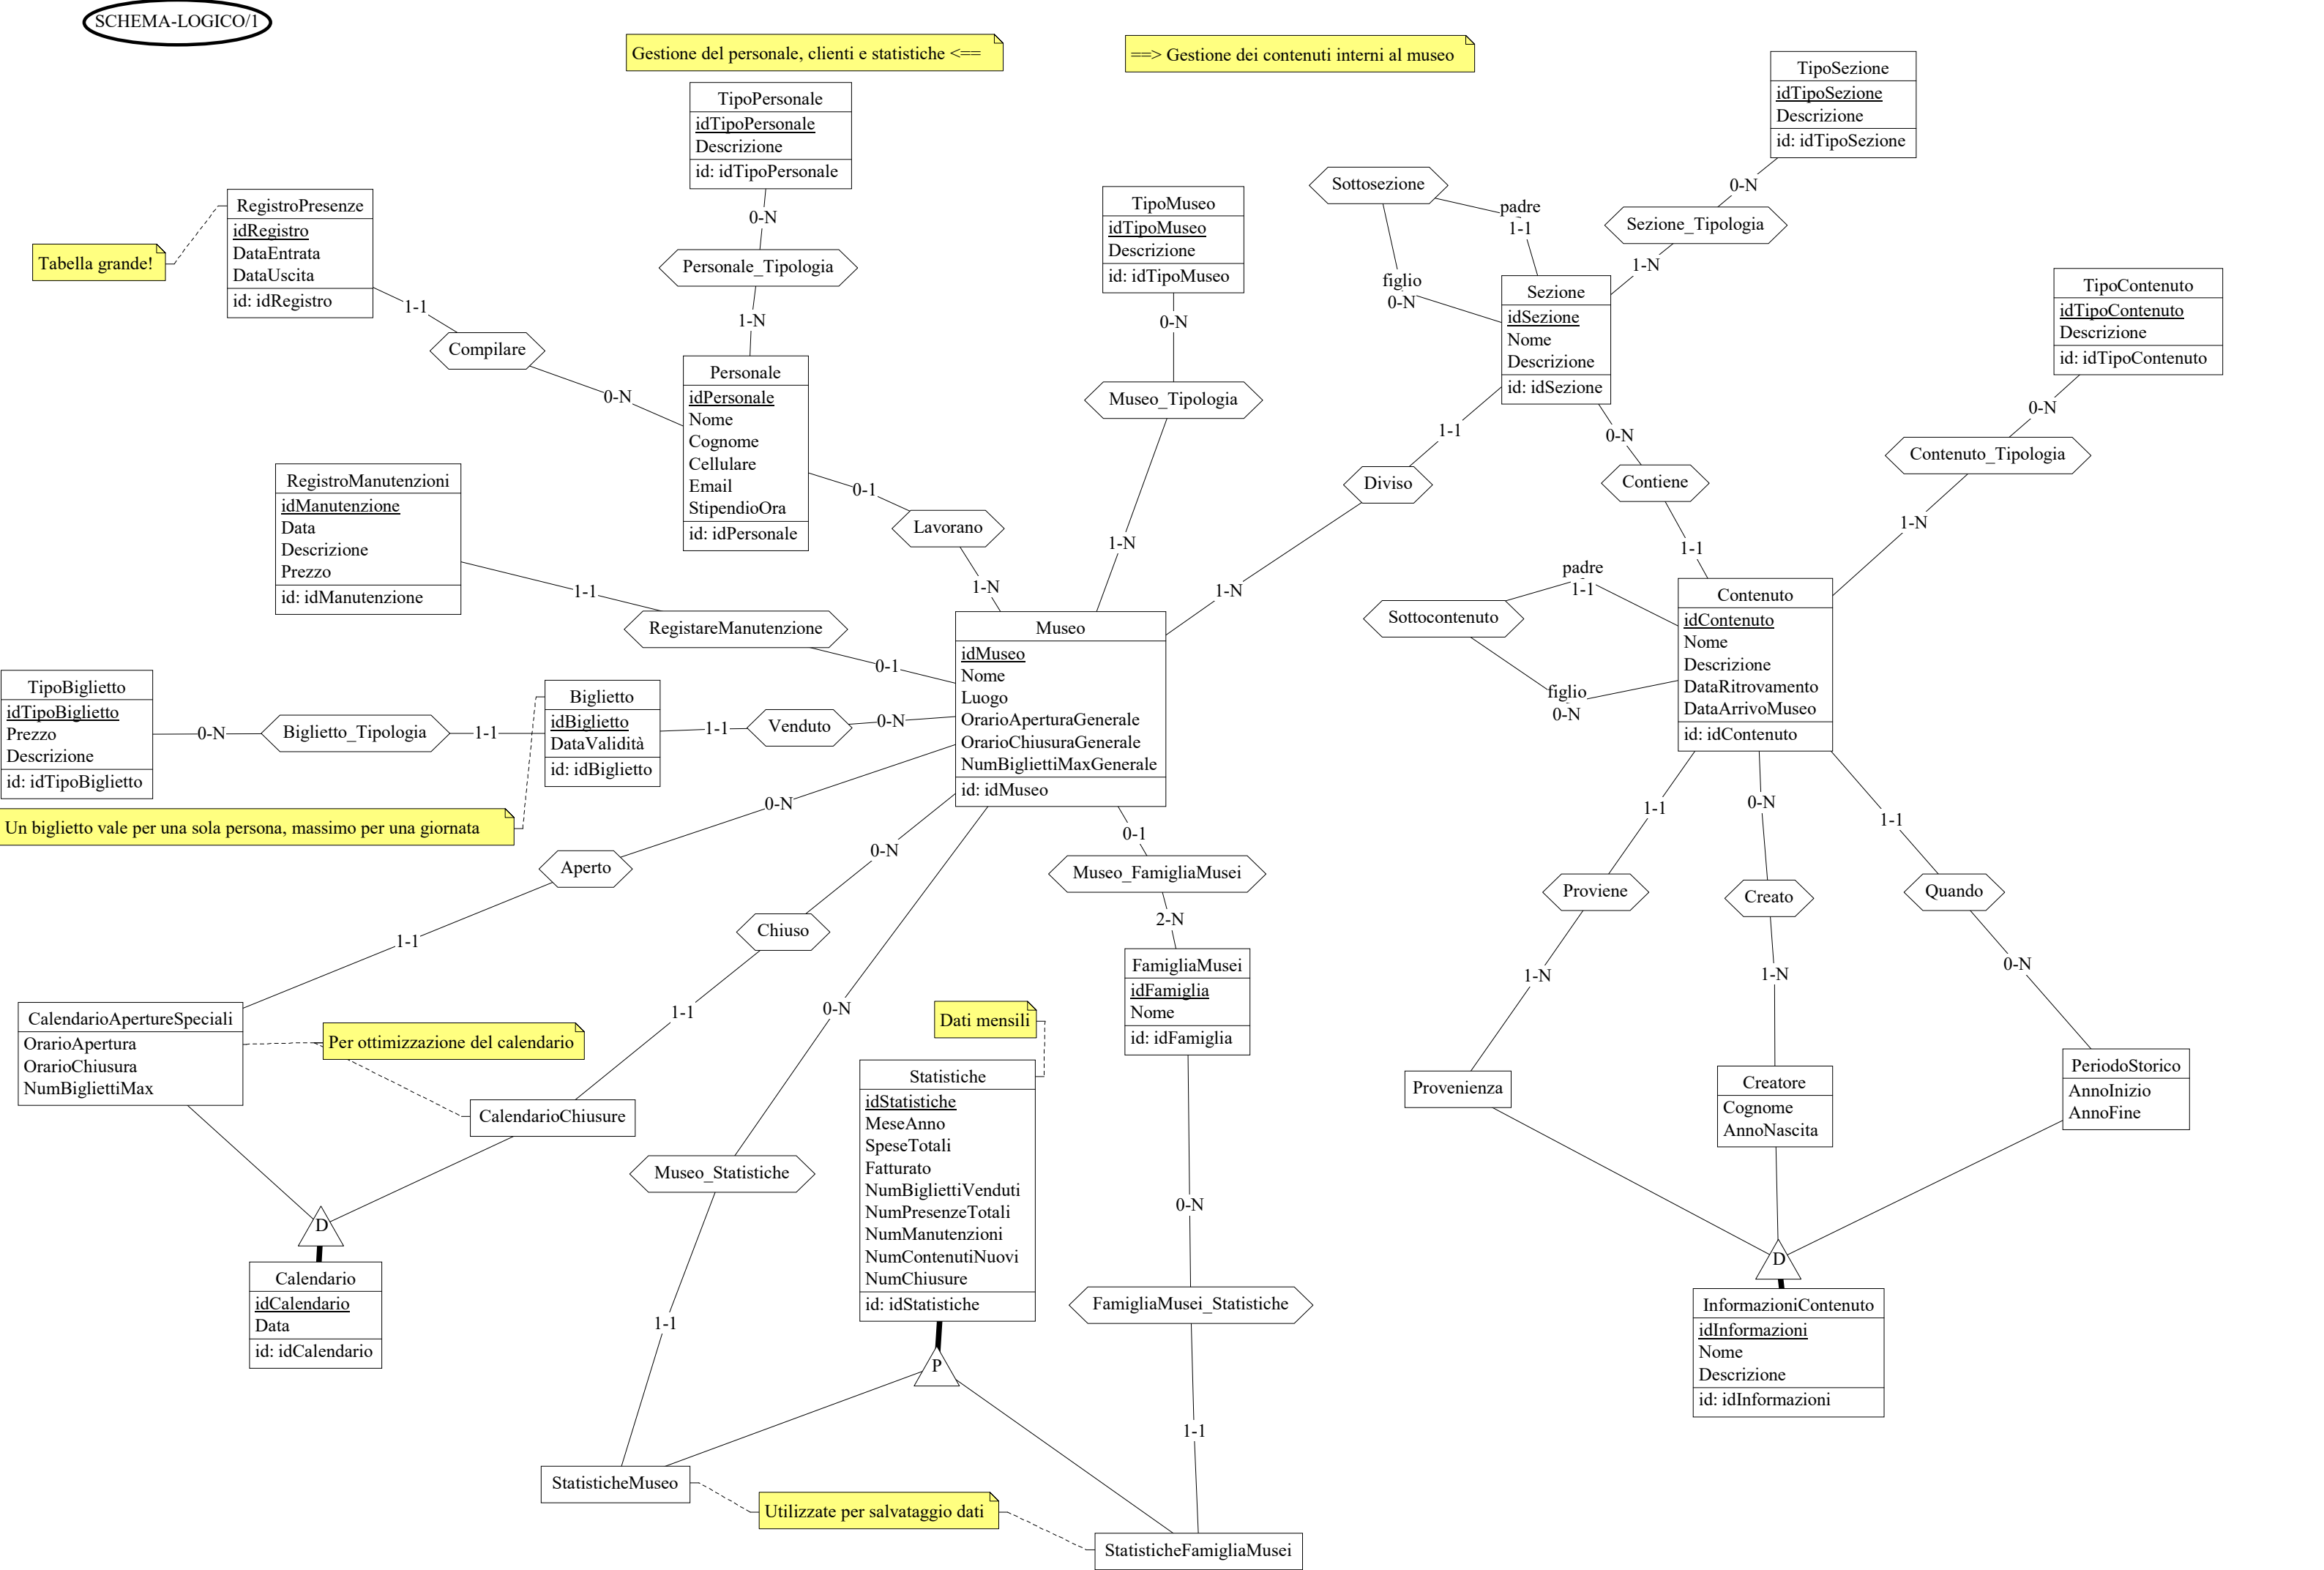 SCHEMA-LOGICO/1
Gestione del personale, clienti e statistiche <==
==> Gestione dei contenuti interni al museo
TipoPersonale
idTipoPersonale
Descrizione
id: idTipoPersonale
0-N
Personale_Tipologia
1-N
TipoSezione
idTipoSezione
Descrizione
id: idTipoSezione
0-N
Sezione_Tipologia
1-N
Sottosezione
padre
1-1
figlio
0-N
TipoMuseo
idTipoMuseo
Descrizione
id: idTipoMuseo
0-N
Museo_Tipologia
1-N
RegistroPresenze
idRegistro
DataEntrata
DataUscita
id: idRegistro
Tabella grande!
1-1
Compilare
0-N
Personale
idPersonale
Nome
Cognome
Cellulare
Email
StipendioOra
id: idPersonale
0-1
Lavorano
1-N
Sezione
idSezione
Nome
Descrizione
id: idSezione
1-1
Diviso
1-N
0-N
Contiene
1-1
TipoContenuto
idTipoContenuto
Descrizione
id: idTipoContenuto
0-N
Contenuto_Tipologia
1-N
RegistroManutenzioni
idManutenzione
Data
Descrizione
Prezzo
id: idManutenzione
1-1
RegistareManutenzione
0-1
Museo
idMuseo
Nome
Luogo
OrarioAperturaGenerale
OrarioChiusuraGenerale
NumBigliettiMaxGenerale
id: idMuseo
padre
1-1
Sottocontenuto
figlio
0-N
Contenuto
idContenuto
Nome
Descrizione
DataRitrovamento
DataArrivoMuseo
id: idContenuto
TipoBiglietto
idTipoBiglietto
Prezzo
Descrizione
id: idTipoBiglietto
0-N
Biglietto_Tipologia
1-1
Biglietto
idBiglietto
DataValidità
id: idBiglietto
1-1
Venduto
0-N
Un biglietto vale per una sola persona, massimo per una giornata
0-N
Aperto
1-1
0-N
Chiuso
1-1
0-1
Museo_FamigliaMusei
2-N
FamigliaMusei
idFamiglia
Nome
id: idFamiglia
1-1
Proviene
1-N
0-N
Creato
1-N
1-1
Quando
0-N
CalendarioApertureSpeciali
OrarioApertura
OrarioChiusura
NumBigliettiMax
Per ottimizzazione del calendario
CalendarioChiusure
D
Calendario
idCalendario
Data
id: idCalendario
0-N
Museo_Statistiche
1-1
Dati mensili
Statistiche
idStatistiche
MeseAnno
SpeseTotali
Fatturato
NumBigliettiVenduti
NumPresenzeTotali
NumManutenzioni
NumContenutiNuovi
NumChiusure
id: idStatistiche
P
0-N
FamigliaMusei_Statistiche
1-1
Provenienza
Creatore
Cognome
AnnoNascita
PeriodoStorico
AnnoInizio
AnnoFine
D
InformazioniContenuto
idInformazioni
Nome
Descrizione
id: idInformazioni
StatisticheMuseo
Utilizzate per salvataggio dati
StatisticheFamigliaMusei